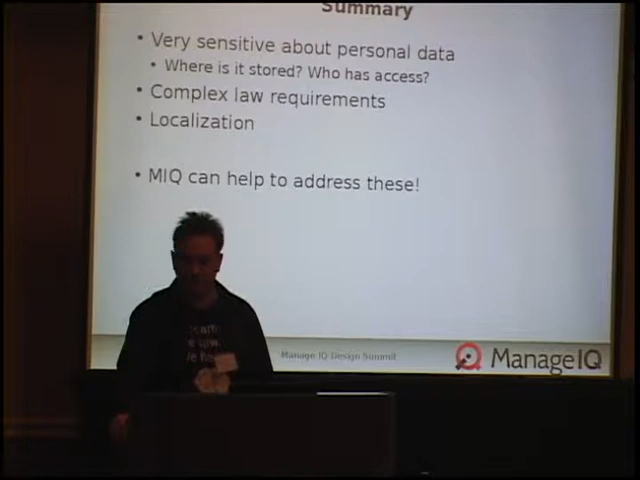 Summary
• Very sensitive about personal data
• Where is it stored? Who has access?
• Complex law requirements
• Localization
• MIQ can help to address these!
Manage IQ Design Summit
ManageIQ